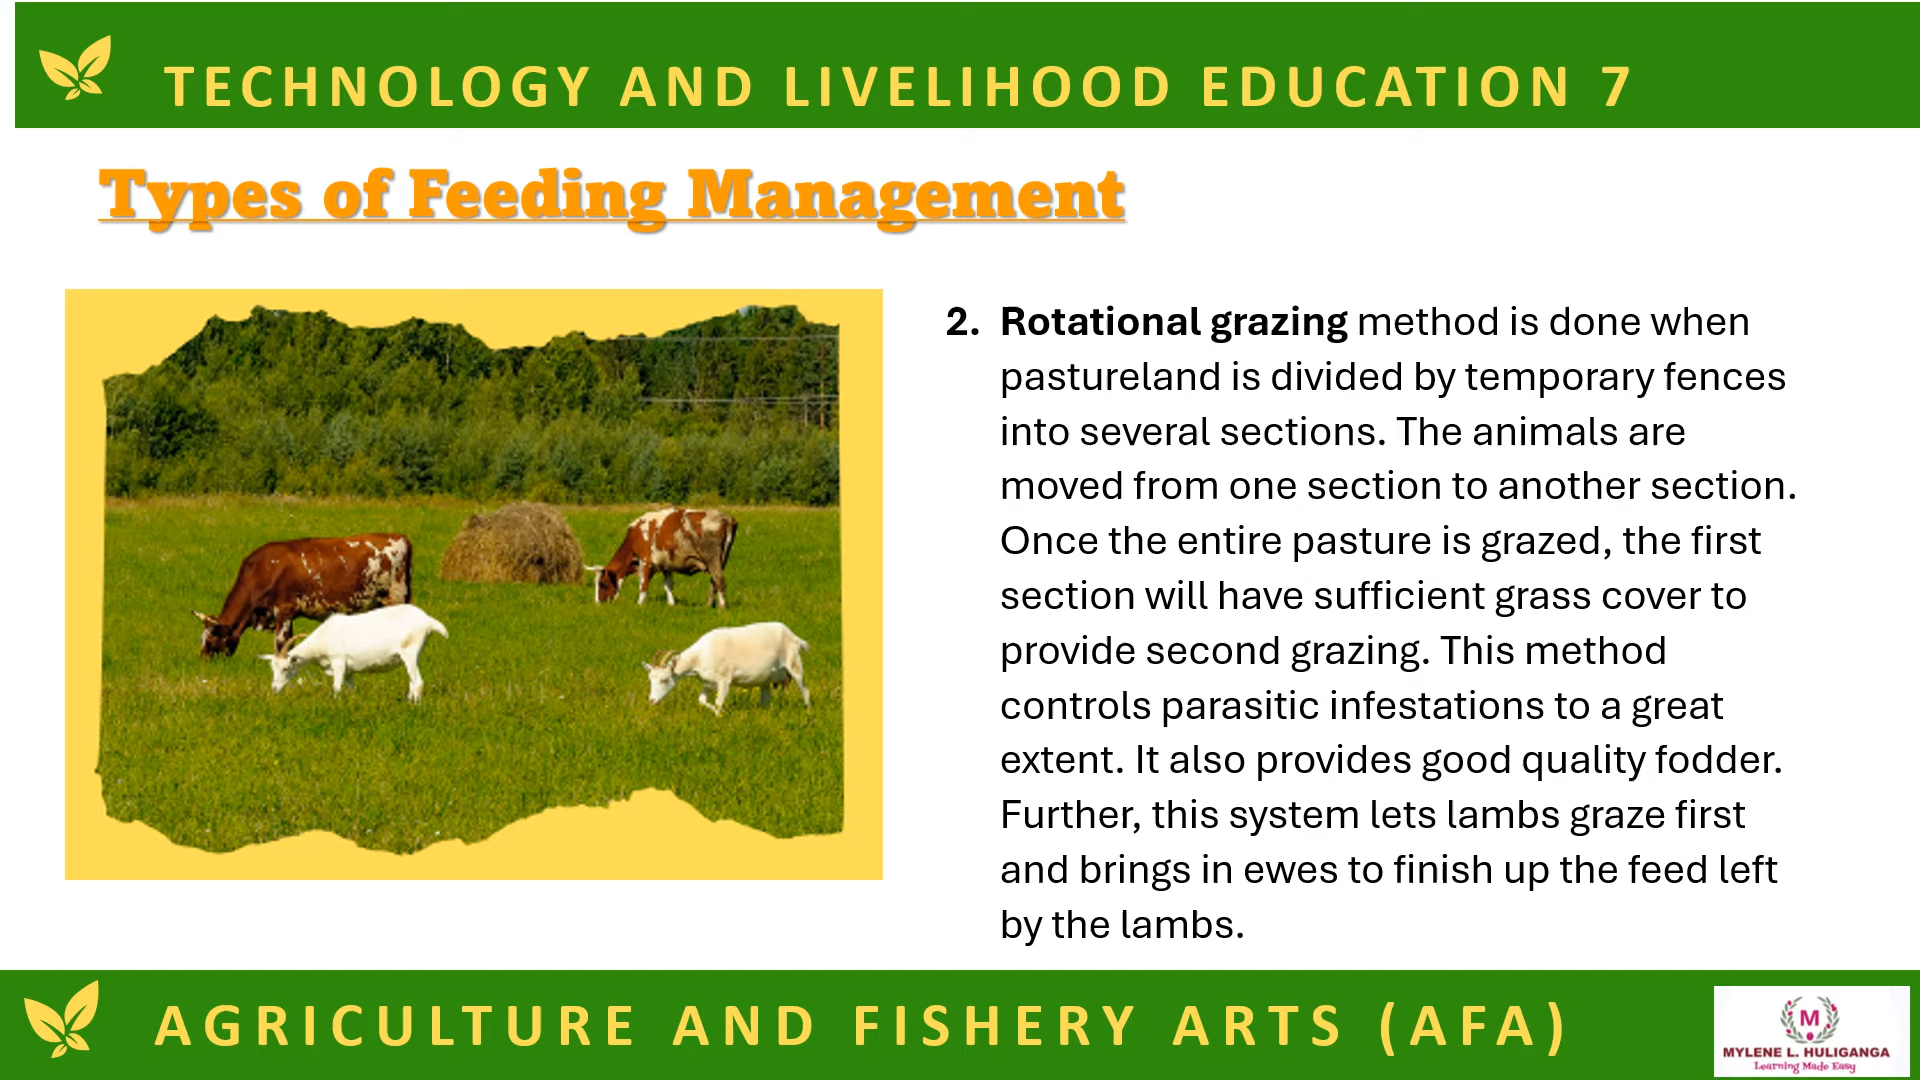 TECHNOLOGY AND LIVELIHOOD EDUCATION 7
Types of Feeding Management
2. Rotational grazing method is done when
pastureland is divided by temporary fences
into several sections. The animals are
moved from one section to another section.
Once the entire pasture is grazed, the first
section will have sufficient grass cover to
provide second grazing. This method
controls parasitic infestations to a great
extent. It also provides good quality fodder.
Further, this system lets lambs graze first
and brings in ewes to finish up the feed left
by the lambs.
AGRICULTURE AND FISHERY ARTS (AFA)
M
MYLENE L. HULIGANGA
Learning Made Easy